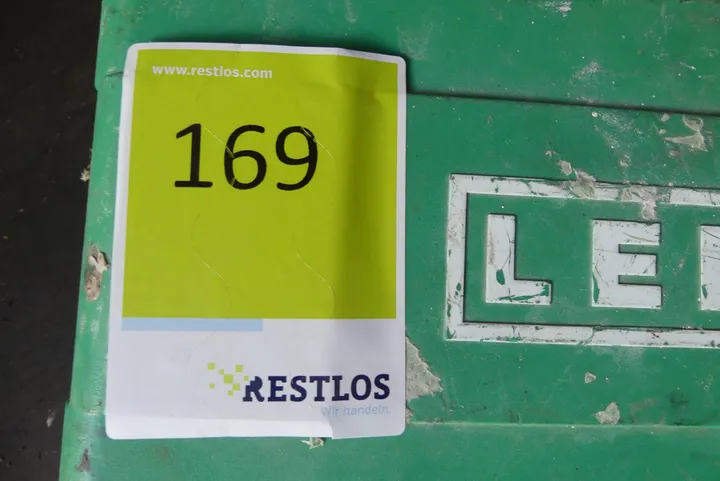 www.restlos.com
169
RESTLOS
Wir handeln.
LE